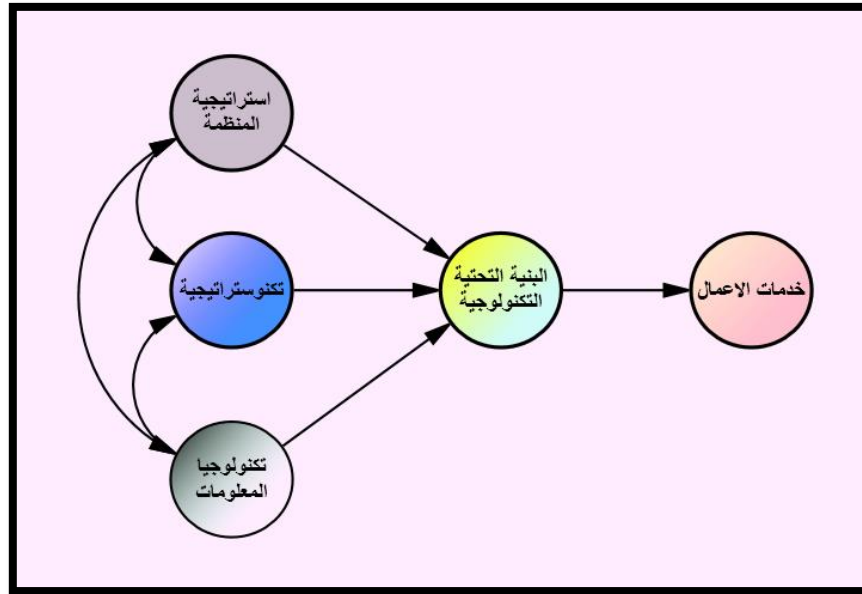 استراتيجية
المنظمة
تكنوستراتيجية
البنية التحتية
التكنولوجية
خدمات الاعمال
تكنولوجيا
المعلومات